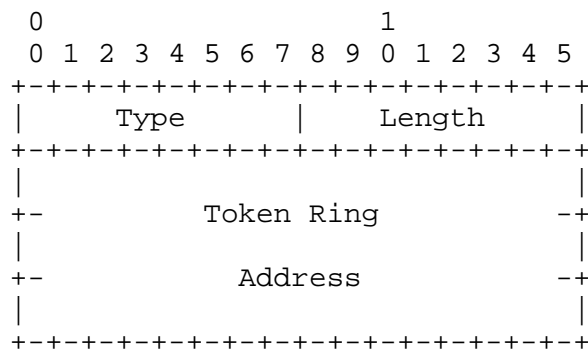 0                   1
 0 1 2 3 4 5 6 7 8 9 0 1 2 3 4 5
+-+-+-+-+-+-+-+-+-+-+-+-+-+-+-+-+
|     Type      |    Length     |
+-+-+-+-+-+-+-+-+-+-+-+-+-+-+-+-+
|                               |
+-         Token Ring          -+
|                               |
+-           Address           -+
|                               |
+-+-+-+-+-+-+-+-+-+-+-+-+-+-+-+-+